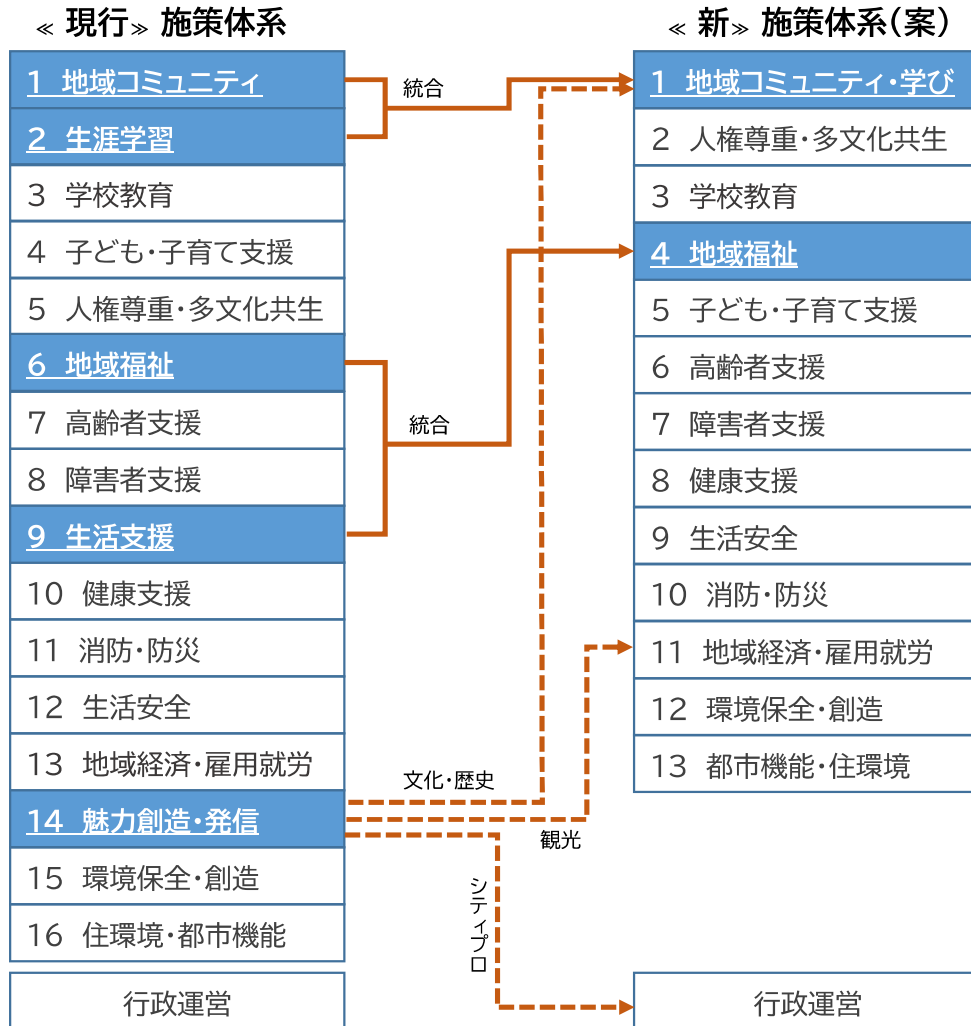 ≪ 現行≫ 施策体系
1 地域コミュニティ
2 生涯学習
3 学校教育
4 子ども・子育て支援
5 人権尊重・多文化共生
6 地域福祉
7 高齢者支援
8 障害者支援
9 生活支援
10 健康支援
11 消防・防災
12 生活安全
13 地域経済・雇用就労
14 魅力創造・発信
15 環境保全・創造
16 住環境・都市機能
行政運営
統合
統合
文化・歴史
観光
シティプロ
≪ 新≫ 施策体系(案)
1 地域コミュニティ・学び
2 人権尊重・多文化共生
3 学校教育
4 地域福祉
5 子ども・子育て支援
6 高齢者支援
7 障害者支援
8 健康支援
9 生活安全
10 消防・防災
11 地域経済・雇用就労
12 環境保全・創造
13 都市機能・住環境
行政運営